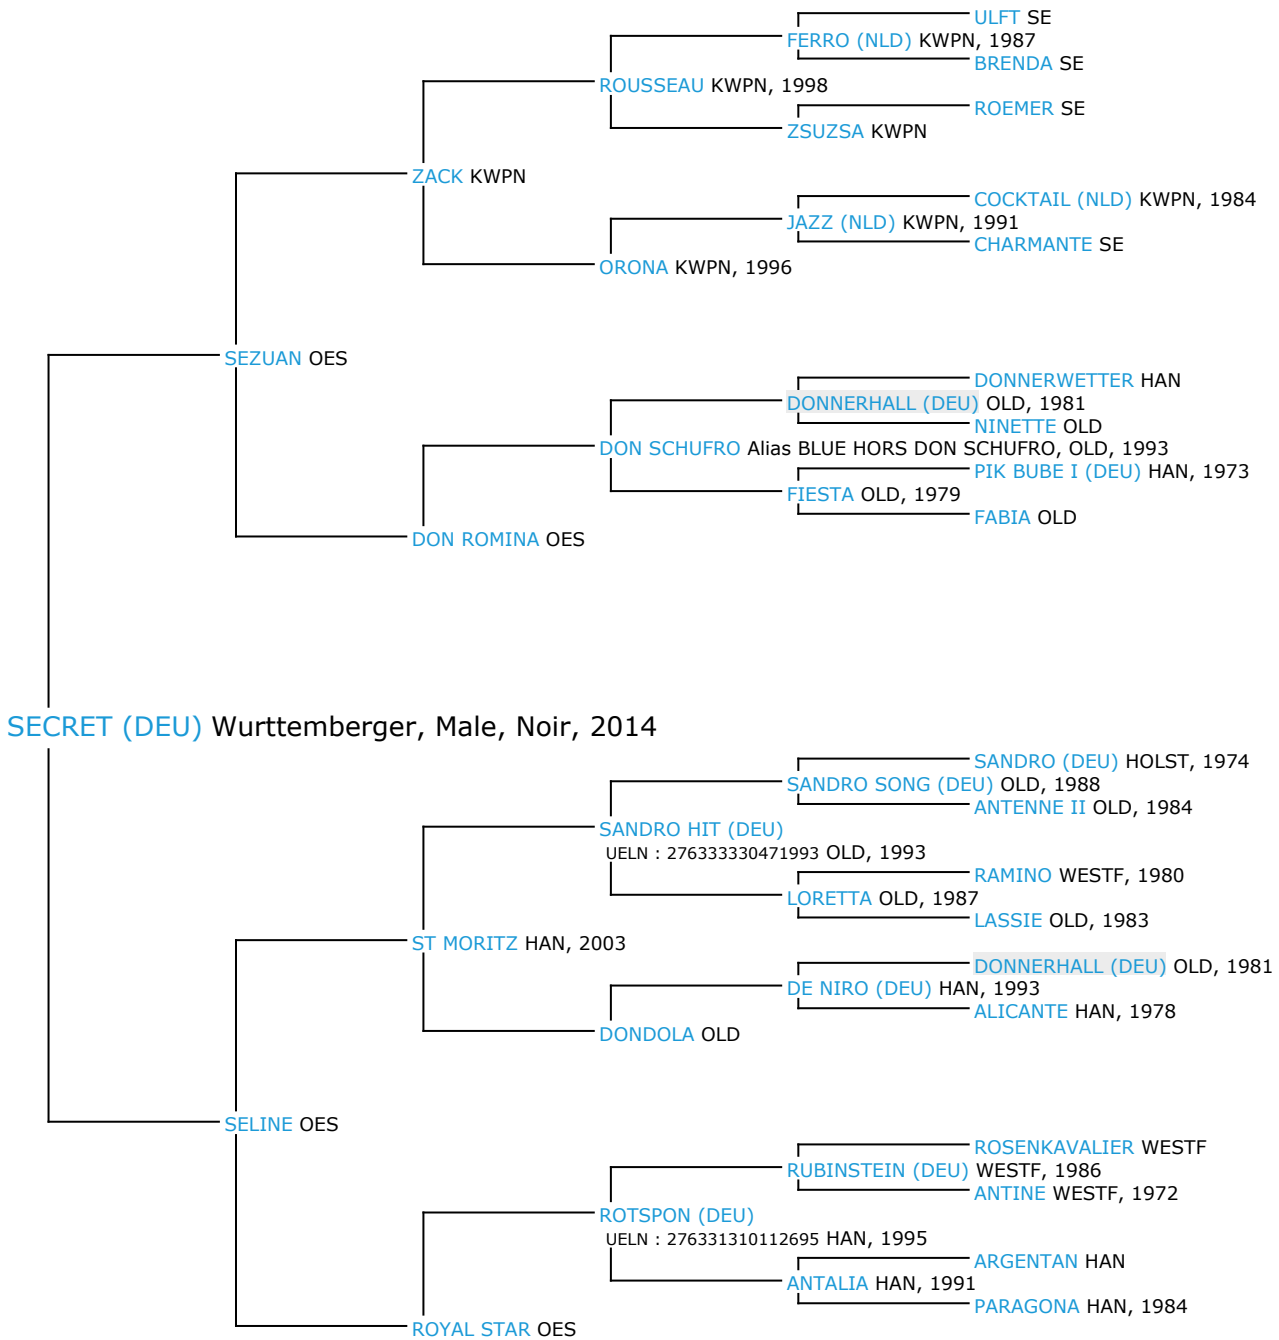 ULFT SE
FERRO (NLD) KWPN, 1987
BRENDA SE
ROUSSEAU KWPN, 1998
ROEMER SE
ZSUZSA KWPN
ZACK KWPN
COCKTAIL (NLD) KWPN, 1984
JAZZ (NLD) KWPN, 1991
CHARMANTE SE
ORONA KWPN, 1996
SEZUAN OES
DONNERWETTER HAN
DONNERHALL (DEU) OLD, 1981
NINETTE OLD
DON SCHUFRO Alias BLUE HORS DON SCHUFRO, OLD, 1993
PIK BUBE I (DEU) HAN, 1973
FIESTA OLD, 1979
FABIA OLD
DON ROMINA OES
SECRET (DEU) Wurttemberger, Male, Noir, 2014
SANDRO (DEU) HOLST, 1974
SANDRO SONG (DEU) OLD, 1988
ANTENNE II OLD, 1984
SANDRO HIT (DEU)
UELN : 276333330471993 OLD, 1993
RAMINO WESTF, 1980
LORETTA OLD, 1987
LASSIE OLD, 1983
ST MORITZ HAN, 2003
DONNERHALL (DEU) OLD, 1981
DE NIRO (DEU) HAN, 1993
ALICANTE HAN, 1978
DONDOLA OLD
SELINE OES
ROSENKAVALIER WESTF
RUBINSTEIN (DEU) WESTF, 1986
ANTINE WESTF, 1972
ROTSPON (DEU)
UELN : 276331310112695 HAN, 1995
ARGENTAN HAN
ANTALIA HAN, 1991
PARAGONA HAN, 1984
ROYAL STAR OES